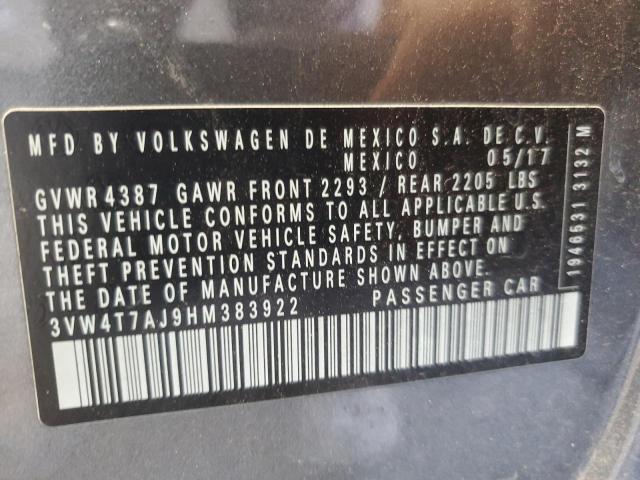 MFD BY VOLKSWAGEN DE MEXICO S.A. DE C.V.
MEXICO 05/17
GVWR 4387 GAWR FRONT 2293 / REAR 2205 LBS
THIS VEHICLE CONFORMS TO ALL APPLICABLE U.S.
FEDERAL MOTOR VEHICLE SAFETY, BUMPER AND
THEFT PREVENTION STANDARDS IN EFFECT ON
THE DATE OF MANUFACTURE SHOWN ABOVE.
3VW4T7AJ9HM383922 PASSENGER CAR
1946531 3132 M